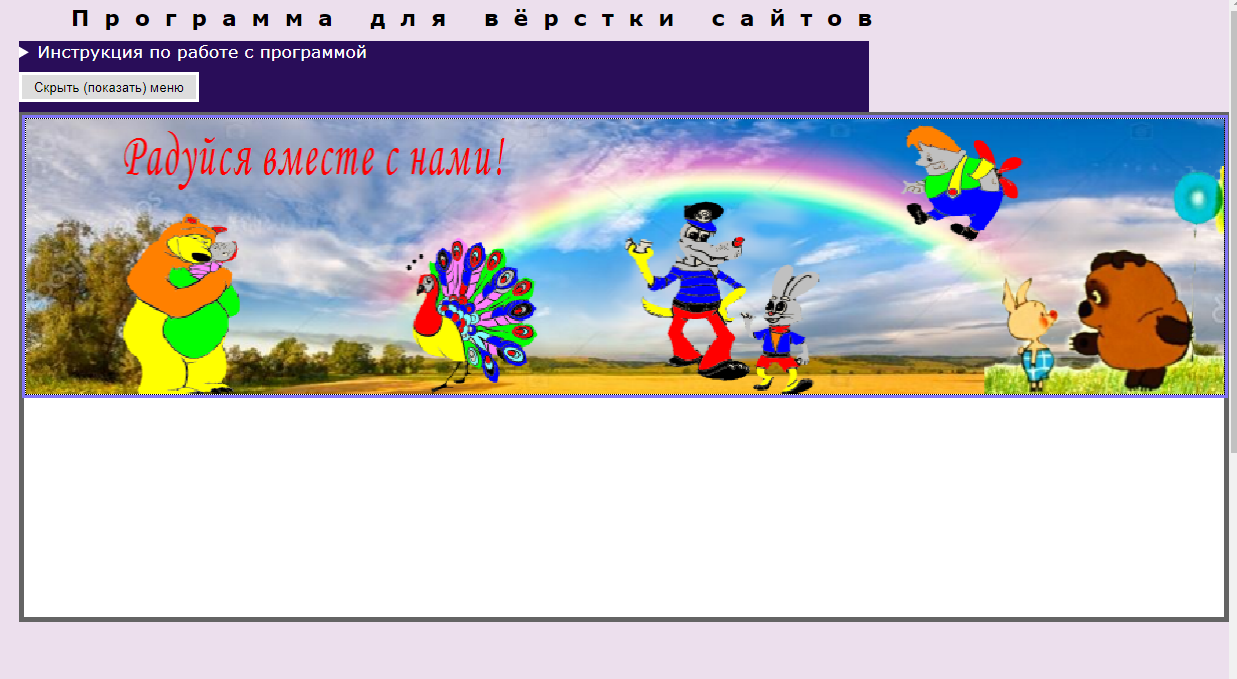 Программа для вёрстки сайтов
Инструкция по работе с программой
Скрыть (показать) меню
Радуйся вместе с нами!